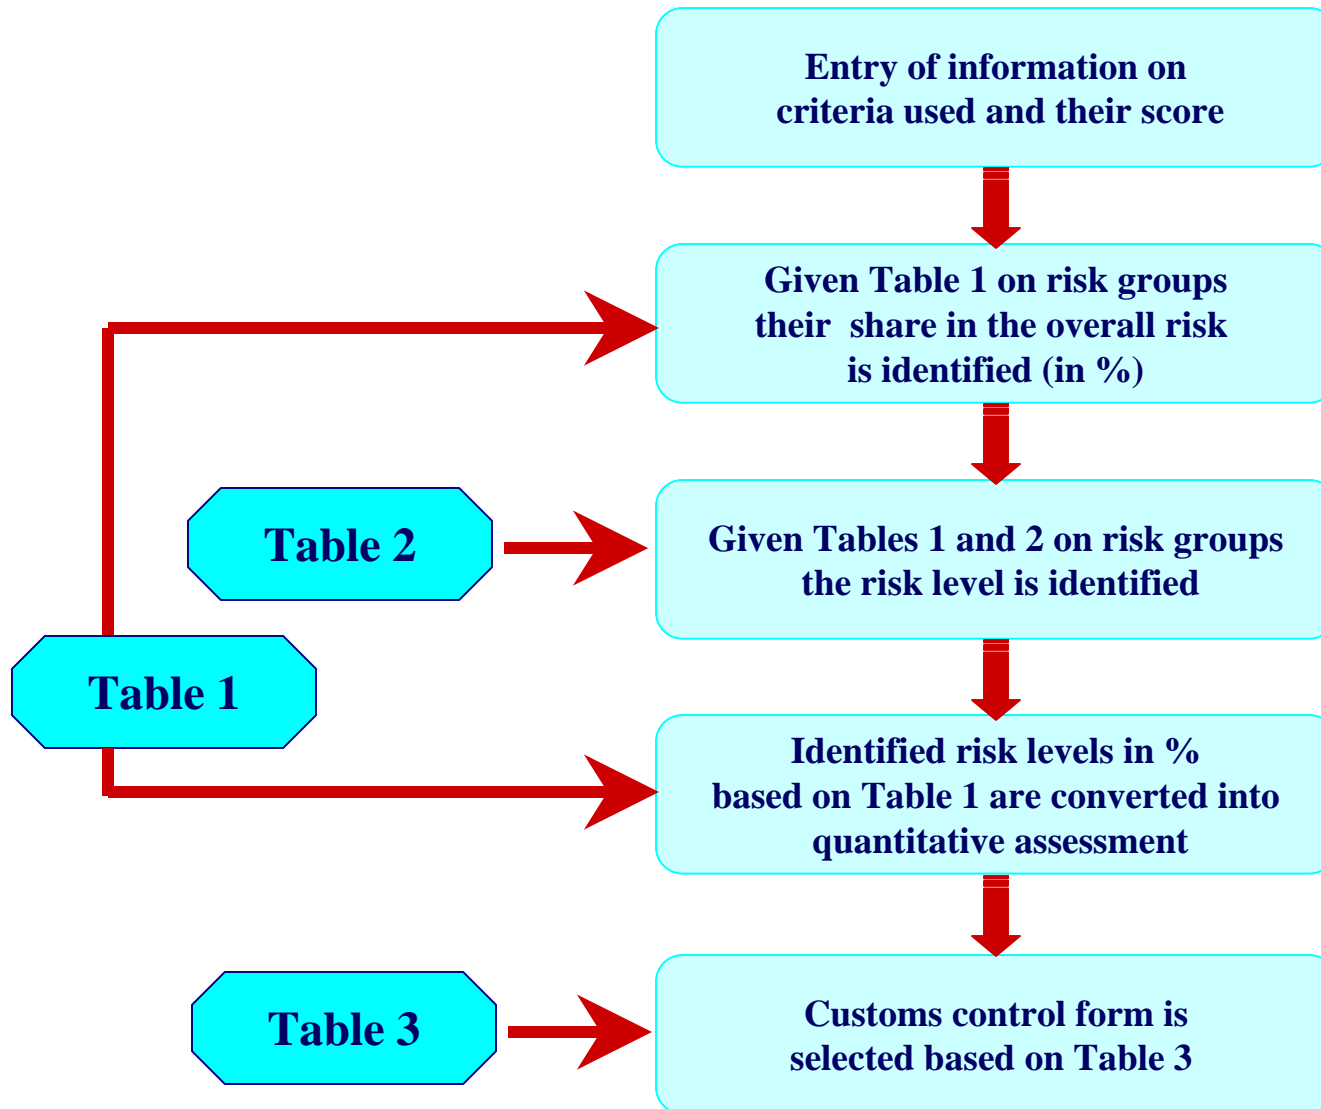 Entry of information on
criteria used and their score
Given Table 1 on risk groups
their share in the overall risk
is identified (in %)
Table 2
Given Tables 1 and 2 on risk groups
the risk level is identified
Table 1
Identified risk levels in %
based on Table 1 are converted into
quantitative assessment
Table 3
Customs control form is
selected based on Table 3